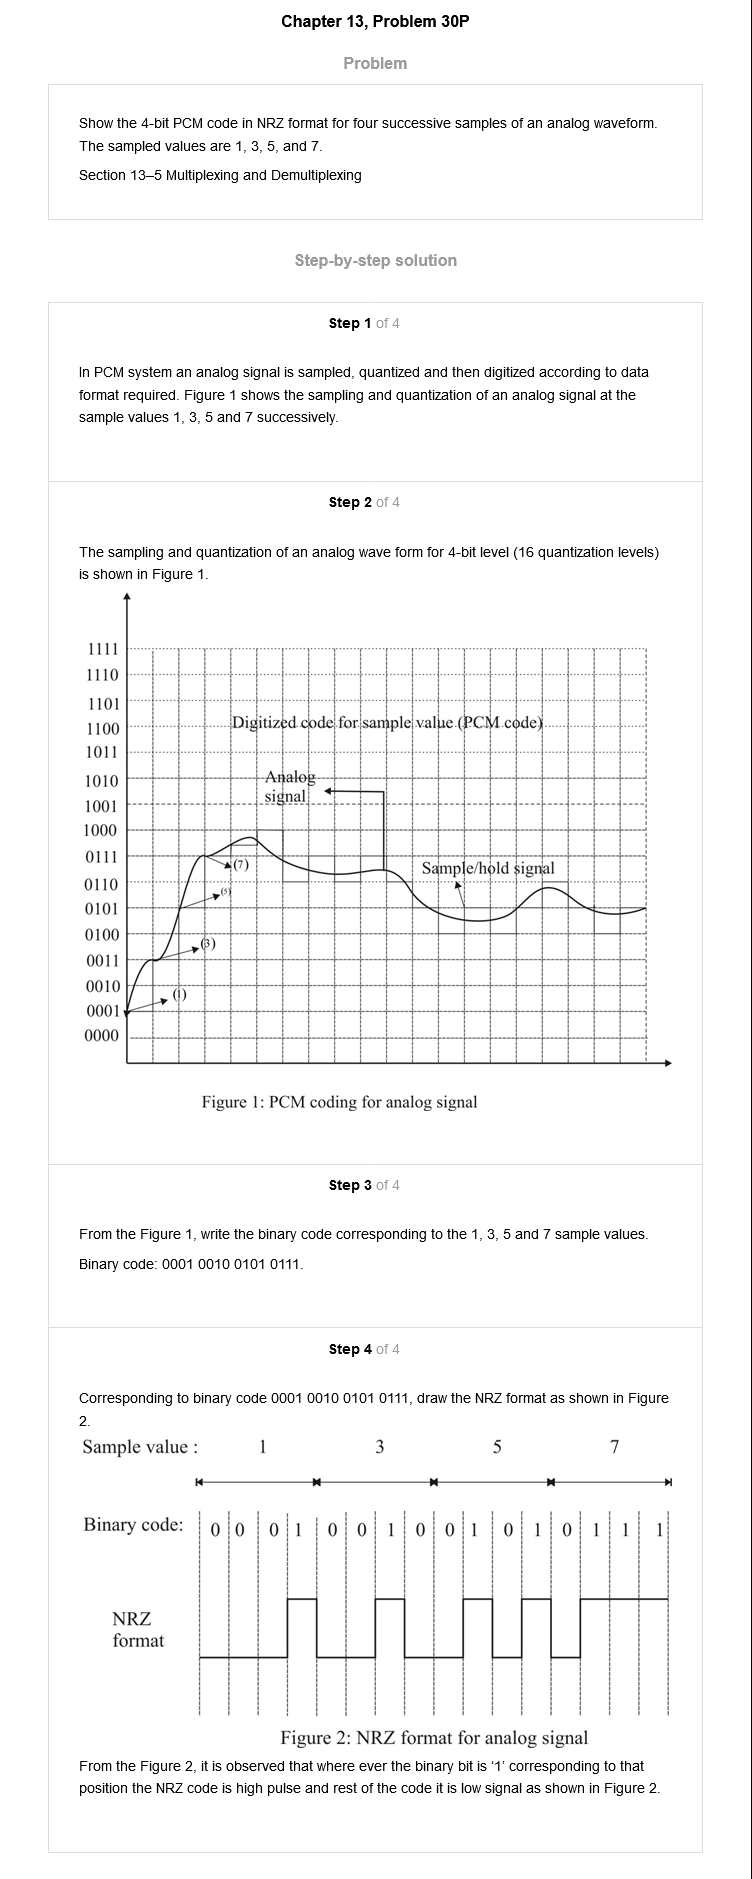 Chapter 13, Problem 30P
Problem
Show the 4-bit PCM code in NRZ format for four successive samples of an analog waveform.
The sampled values are 1, 3, 5, and 7.
Section 13–5 Multiplexing and Demultiplexing
Step-by-step solution
Step 1 of 4
In PCM system an analog signal is sampled, quantized and then digitized according to data
format required. Figure 1 shows the sampling and quantization of an analog signal at the
sample values 1, 3, 5 and 7 successively.
Step 2 of 4
The sampling and quantization of an analog wave form for 4-bit level (16 quantization levels)
is shown in Figure 1.
1111
1110
1101
1100
Digitized code for sample value (PCM code)
1011
1010
Analog
signal
1001
1000
0111
(7)
Sample/hold signal
0110
(5)
0101
0100
(3)
0011
0010
(1)
0001
0000
Figure 1: PCM coding for analog signal
Step 3 of 4
From the Figure 1, write the binary code corresponding to the 1, 3, 5 and 7 sample values.
Binary code: 0001 0010 0101 0111.
Step 4 of 4
Corresponding to binary code 0001 0010 0101 0111, draw the NRZ format as shown in Figure
2.
Sample value : 1 3 5 7
Binary code: 0 0 0 1 0 0 1 0 0 1 0 1 0 1 1 1
NRZ
format
Figure 2: NRZ format for analog signal
From the Figure 2, it is observed that where ever the binary bit is ‘1’ corresponding to that
position the NRZ code is high pulse and rest of the code it is low signal as shown in Figure 2.